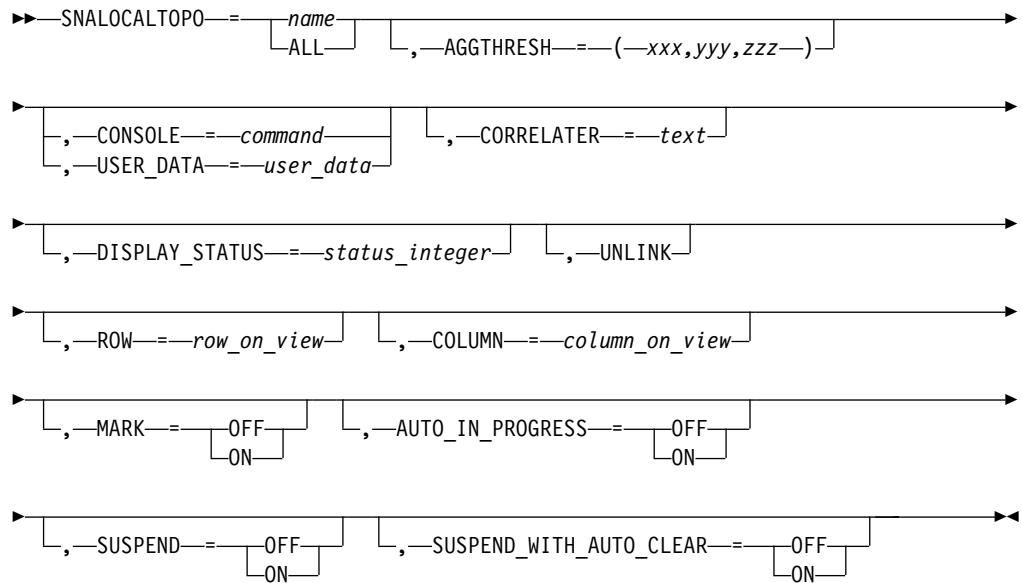 SNALOCALTOPO = name
ALL
, AGGTHRESH = ( xxx,yyy,zzz )
, CONSOLE = command
, USER_DATA = user_data
, CORRELATER = text
, DISPLAY_STATUS = status_integer
, UNLINK
, ROW = row_on_view
, COLUMN = column_on_view
, MARK = OFF
ON
, AUTO_IN_PROGRESS = OFF
ON
, SUSPEND = OFF
ON
, SUSPEND_WITH_AUTO_CLEAR = OFF
ON